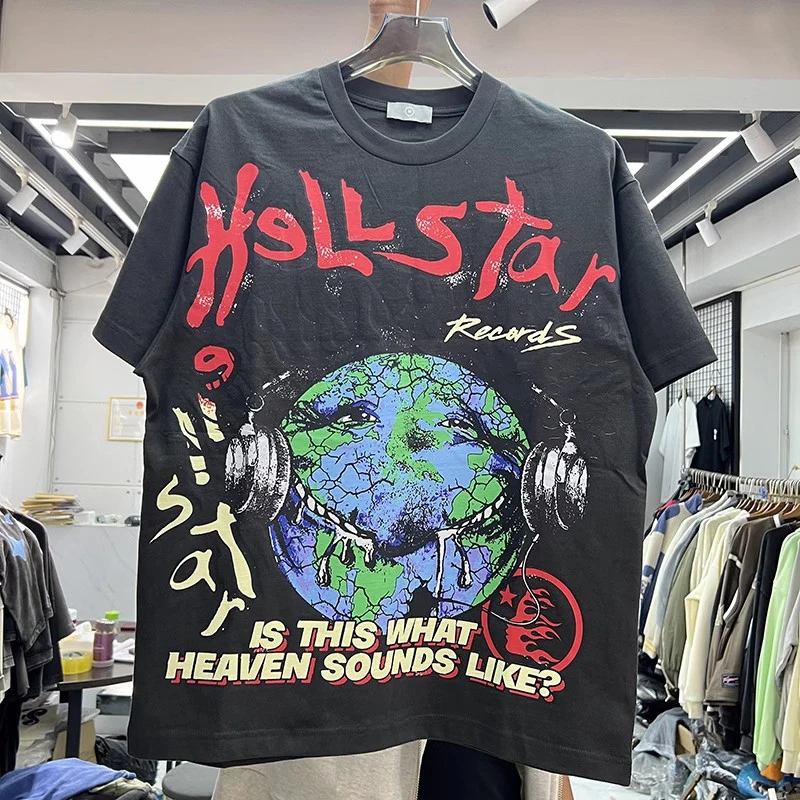 HeLLstar
Records
Hellstar
IS THIS WHAT
HEAVEN SOUNDS LIKE?